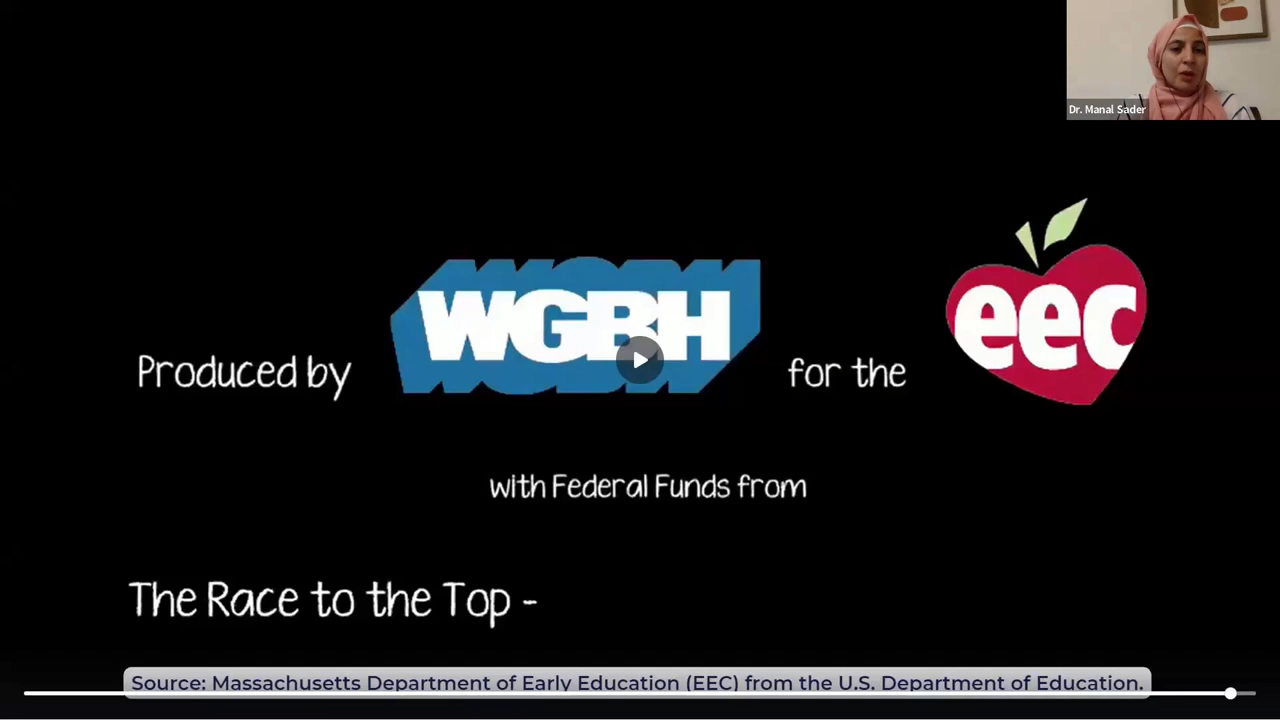 Dr. Manal Sader
Produced by WGBH for the eec
with Federal Funds from
The Race to the Top -
Source: Massachusetts Department of Early Education (EEC) from the U.S. Department of Education.